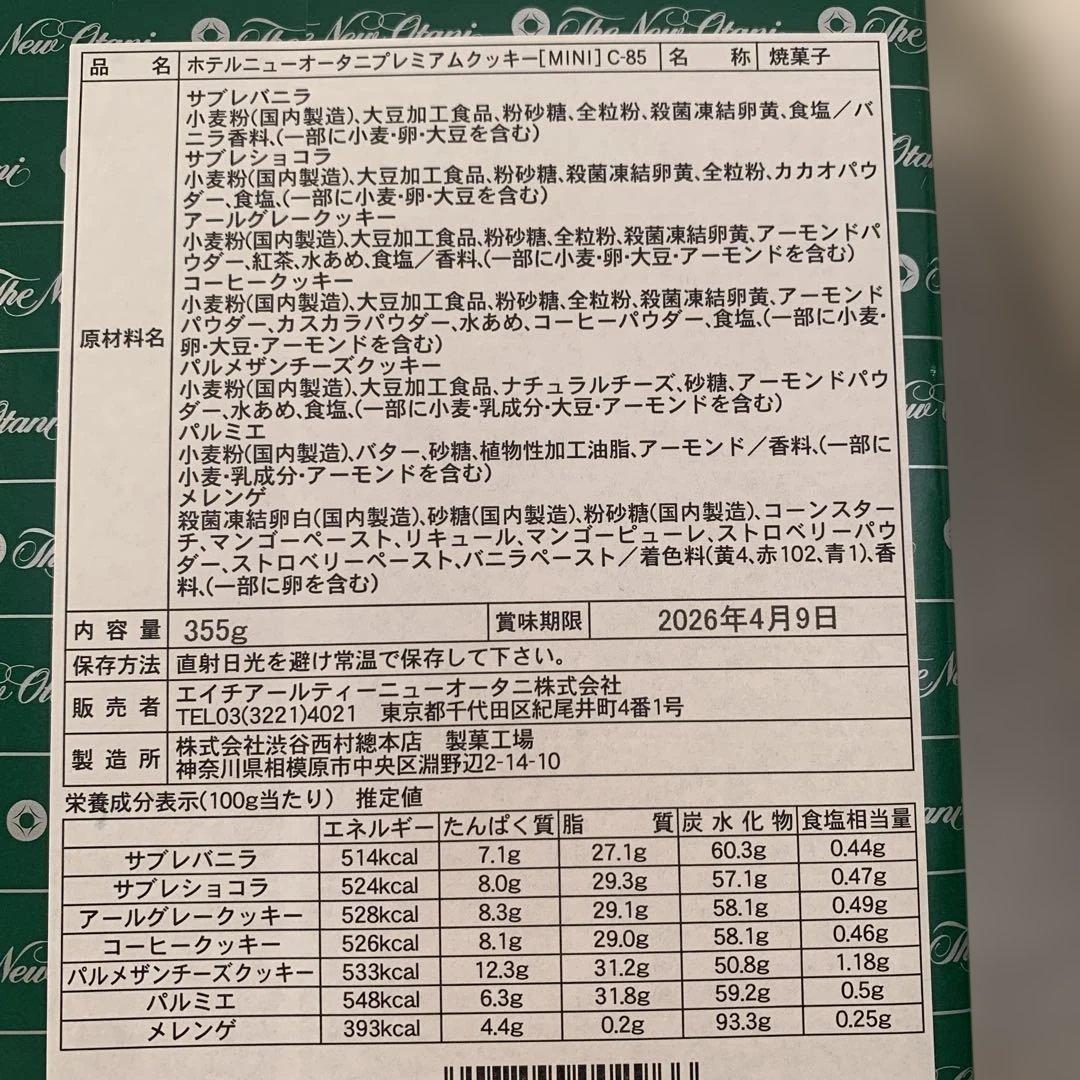 The New Otani
品名 ホテルニューオータニプレミアムクッキー[MINI] C-85 名称 焼菓子
原材料名
サブレバニラ
小麦粉(国内製造)、大豆加工食品、粉砂糖、全粒粉、殺菌凍結卵黄、食塩／バ
ニラ香料、(一部に小麦・卵・大豆を含む)
サブレショコラ
小麦粉(国内製造)、大豆加工食品、粉砂糖、殺菌凍結卵黄、全粒粉、カカオパウ
ダー、食塩、(一部に小麦・卵・大豆を含む)
アールグレークッキー
小麦粉(国内製造)、大豆加工食品、粉砂糖、全粒粉、殺菌凍結卵黄、アーモンドパ
ウダー、紅茶、水あめ、食塩／香料、(一部に小麦・卵・大豆・アーモンドを含む)
コーヒークッキー
小麦粉(国内製造)、大豆加工食品、粉砂糖、全粒粉、殺菌凍結卵黄、アーモンド
パウダー、カスカラパウダー、水あめ、コーヒーパウダー、食塩、(一部に小麦・
卵・大豆・アーモンドを含む)
パルメザンチーズクッキー
小麦粉(国内製造)、大豆加工食品、ナチュラルチーズ、砂糖、アーモンドパウ
ダー、水あめ、食塩、(一部に小麦・乳成分・大豆・アーモンドを含む)
パルミエ
小麦粉(国内製造)、バター、砂糖、植物性加工油脂、アーモンド／香料、(一部に
小麦・乳成分・アーモンドを含む)
メレンゲ
殺菌凍結卵白(国内製造)、砂糖(国内製造)、粉砂糖(国内製造)、コーンスター
チ、マンゴーペースト、リキュール、マンゴーピューレ、ストロベリーパウ
ダー、ストロベリーペースト、バニラペースト／着色料(黄4、赤102、青1)、香
料、(一部に卵を含む)
内容量 355g 賞味期限 2026年4月9日
保存方法 直射日光を避け常温で保存して下さい。
販売者 エイチアールティーニューオータニ株式会社
TEL03(3221)4021 東京都千代田区紀尾井町4番1号
製造所 株式会社渋谷西村總本店 製菓工場
神奈川県相模原市中央区淵野辺2-14-10
栄養成分表示(100g当たり) 推定値
エネルギー たんぱく質 脂質 炭水化物 食塩相当量
サブレバニラ 514kcal 7.1g 27.1g 60.3g 0.44g
サブレショコラ 524kcal 8.0g 29.3g 57.1g 0.47g
アールグレークッキー 528kcal 8.3g 29.1g 58.1g 0.49g
コーヒークッキー 526kcal 8.1g 29.0g 58.1g 0.46g
パルメザンチーズクッキー 533kcal 12.3g 31.2g 50.8g 1.18g
パルミエ 548kcal 6.3g 31.8g 59.2g 0.5g
メレンゲ 393kcal 4.4g 0.2g 93.3g 0.25g